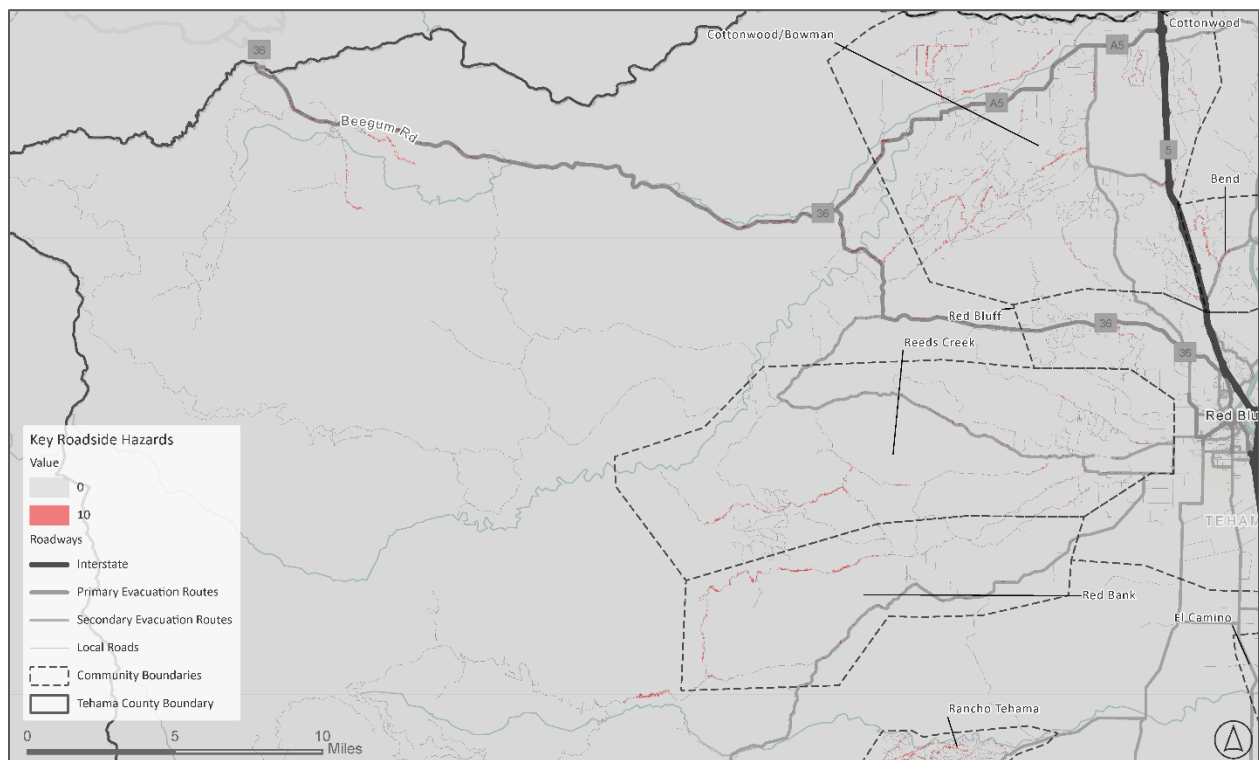 36
Cottonwood/Bowman
A5
Cottonwood
A5
Beegum Rd
5
Bend
36
Red Bluff
36
Reeds Creek
36
Red Blu
Key Roadside Hazards
Value
0
10
Roadways
Interstate
Primary Evacuation Routes
Secondary Evacuation Routes
Local Roads
Community Boundaries
Tehama County Boundary
TEHAM
Red Bank
El Camino
Rancho Tehama
0 5 10
Miles